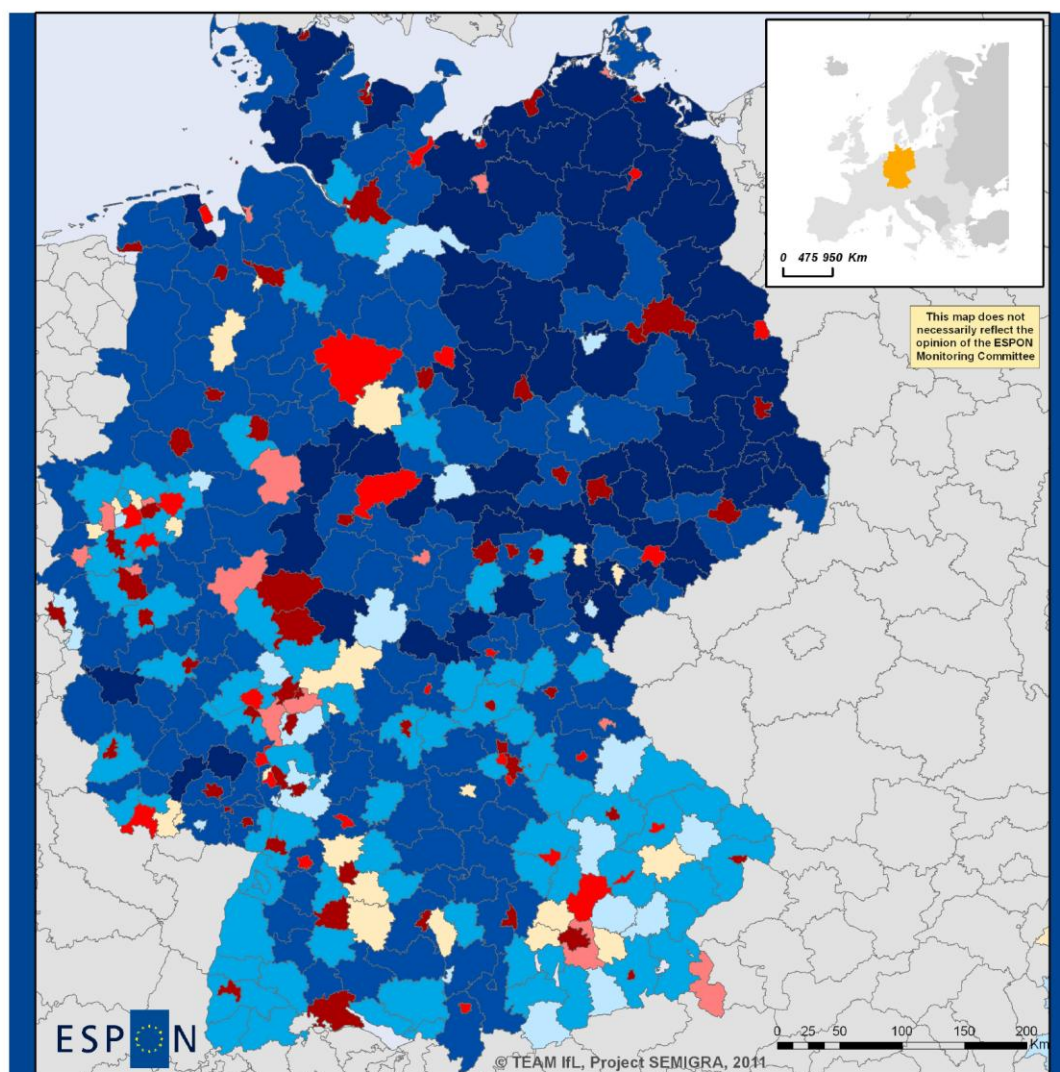 0 475 950 Km
This map does not
necessarily reflect the
opinion of the ESPON
Monitoring Committee
ESPON
0 25 50 100 150 200
Km
© TEAM IfL, Project SEMIGRA, 2011